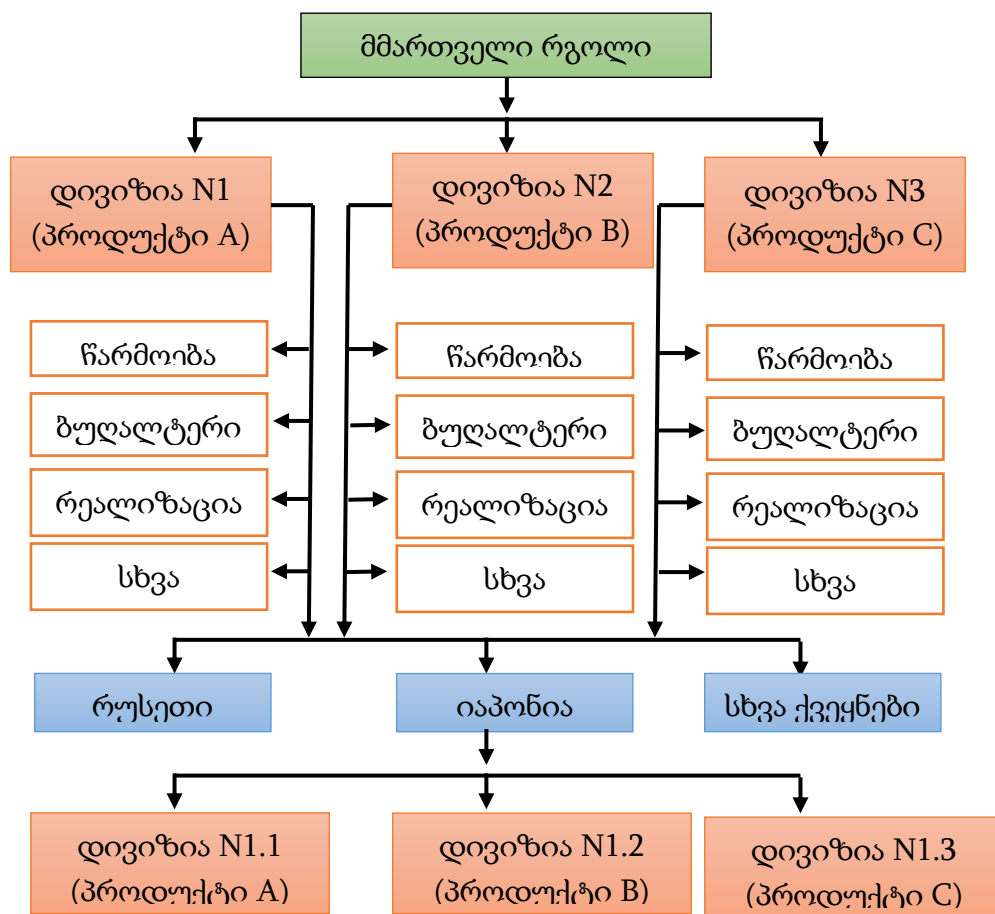 მმართველი რგოლი
დივიზია N1
(პროდუქტი A)
დივიზია N2
(პროდუქტი B)
დივიზია N3
(პროდუქტი C)
წარმოება
წარმოება
წარმოება
ბუღალტერი
ბუღალტერი
ბუღალტერი
რეალიზაცია
რეალიზაცია
რეალიზაცია
სხვა
სხვა
სხვა
რუსეთი
იაპონია
სხვა ქვეყნები
დივიზია N1.1
(პროდუქტი A)
დივიზია N1.2
(პროდუქტი B)
დივიზია N1.3
(პროდუქტი C)